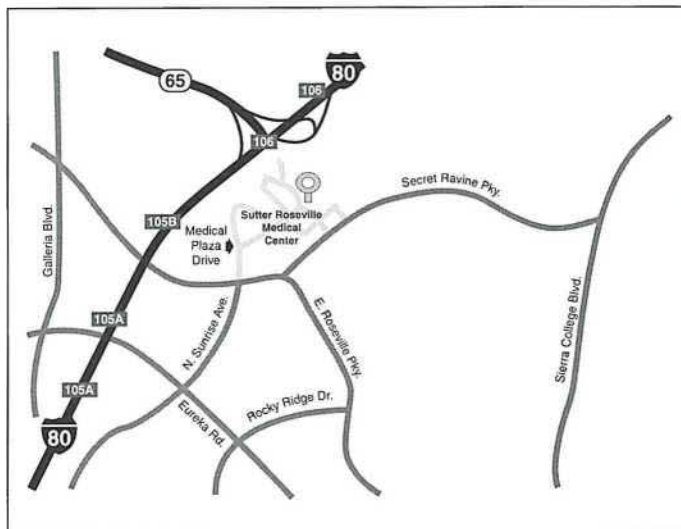 80
65
106
106
Secret Ravine Pky.
Sutter Roseville
Medical
Center
105B
Medical
Plaza
Drive
Galleria Blvd.
105A
N. Sunrise Ave.
E. Roseville Pky.
Sierra College Blvd.
105A
Rocky Ridge Dr.
Eureka Rd.
80